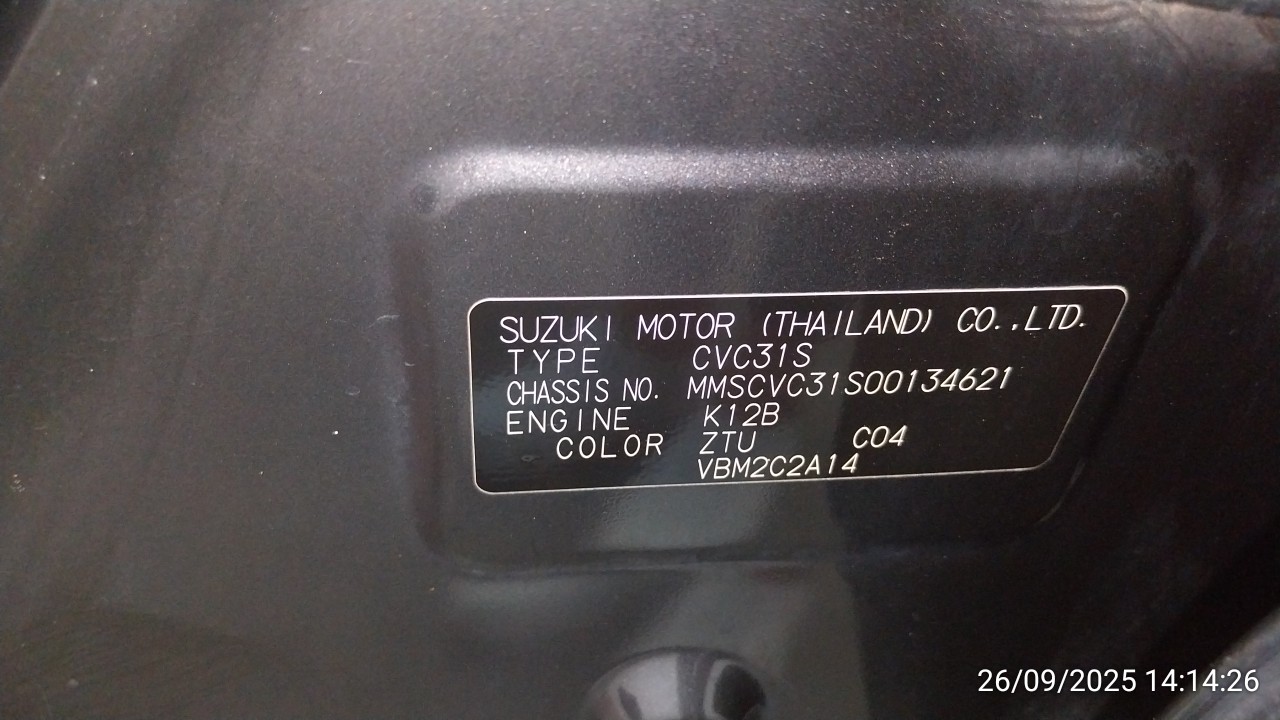 SUZUKI MOTOR (THAILAND) CO.,LTD.
TYPE CVC31S
CHASSIS NO. MMSCVC31S00134621
ENGINE K12B
COLOR ZTU C04
VBM2C2A14
26/09/2025 14:14:26